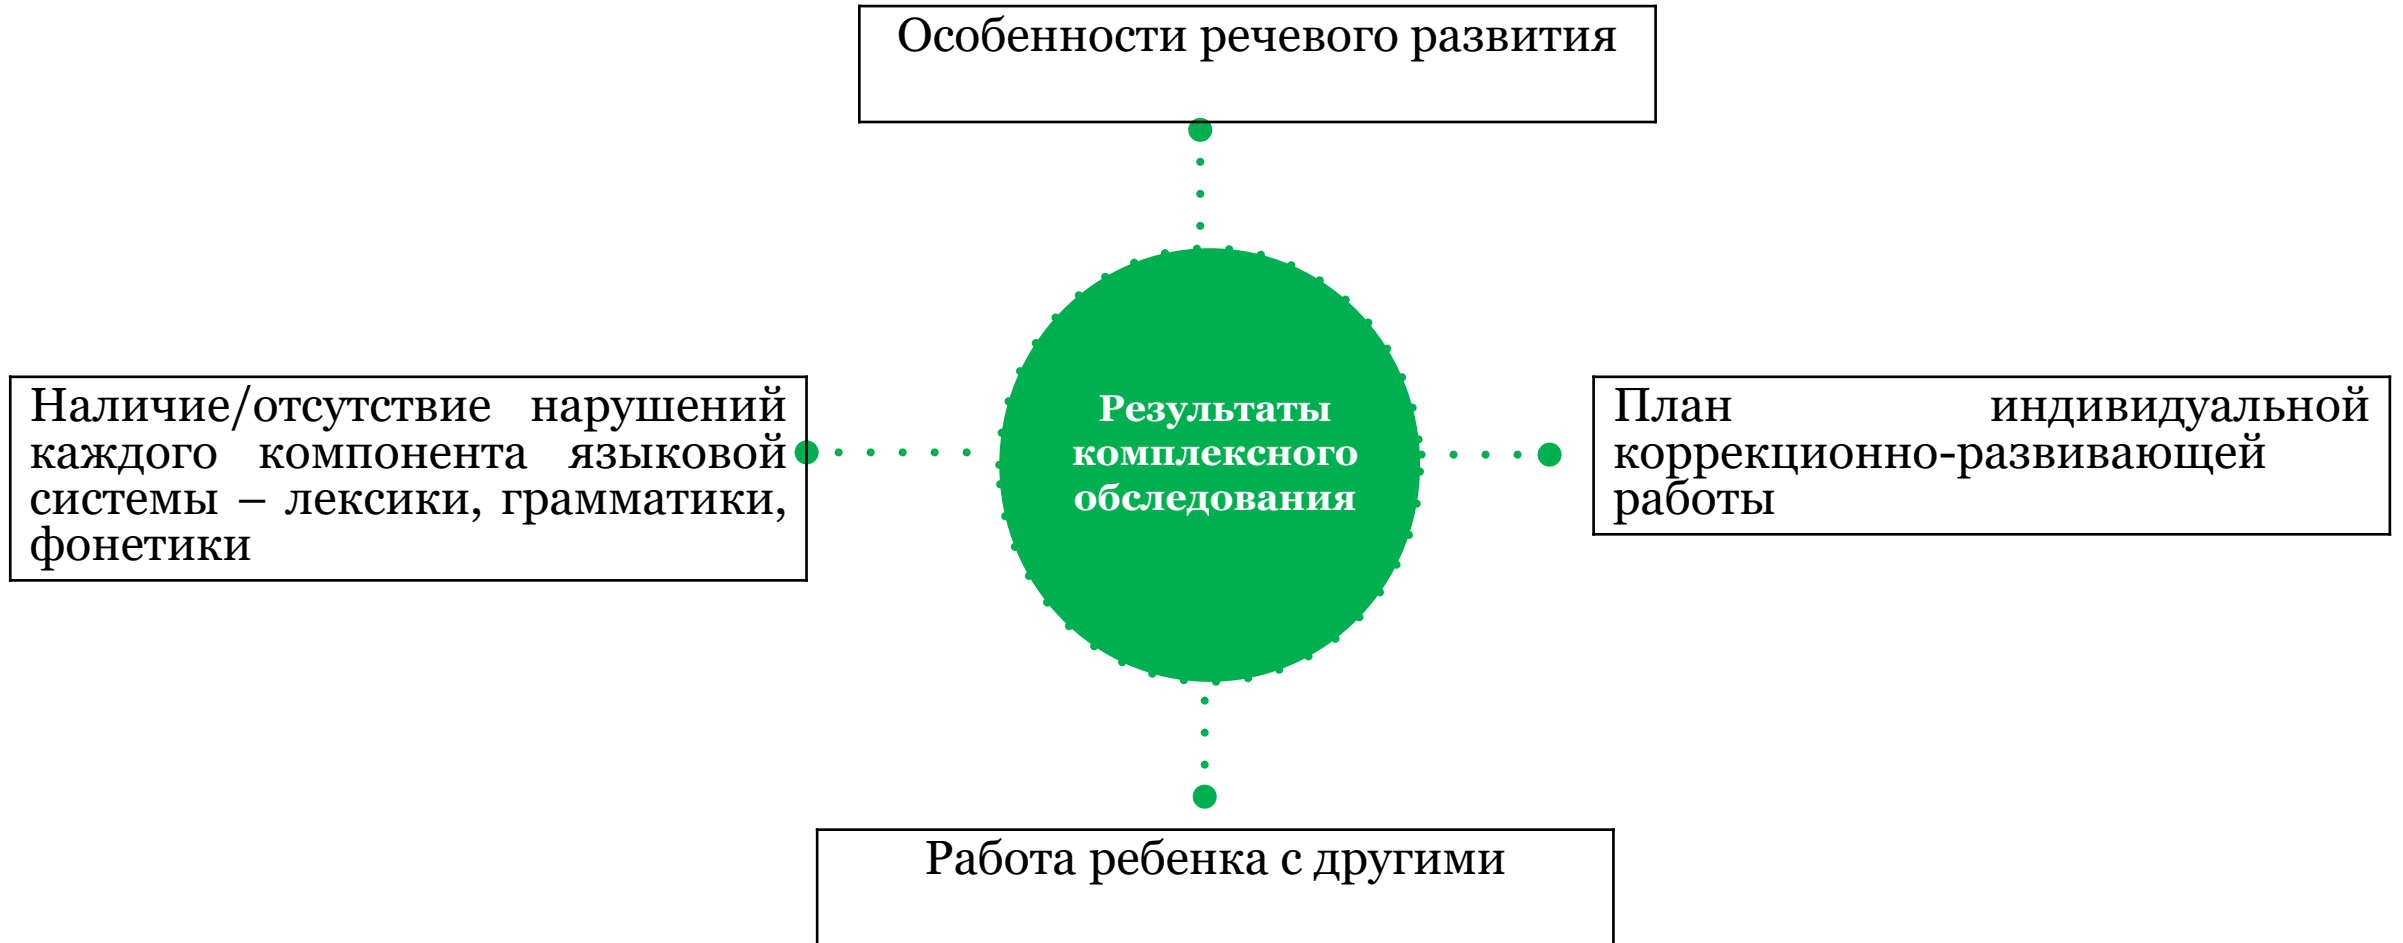 Особенности речевого развития
Наличие/отсутствие нарушений
каждого компонента языковой
системы – лексики, грамматики,
фонетики
Результаты
комплексного
обследования
План индивидуальной
коррекционно-развивающей
работы
Работа ребенка с другими